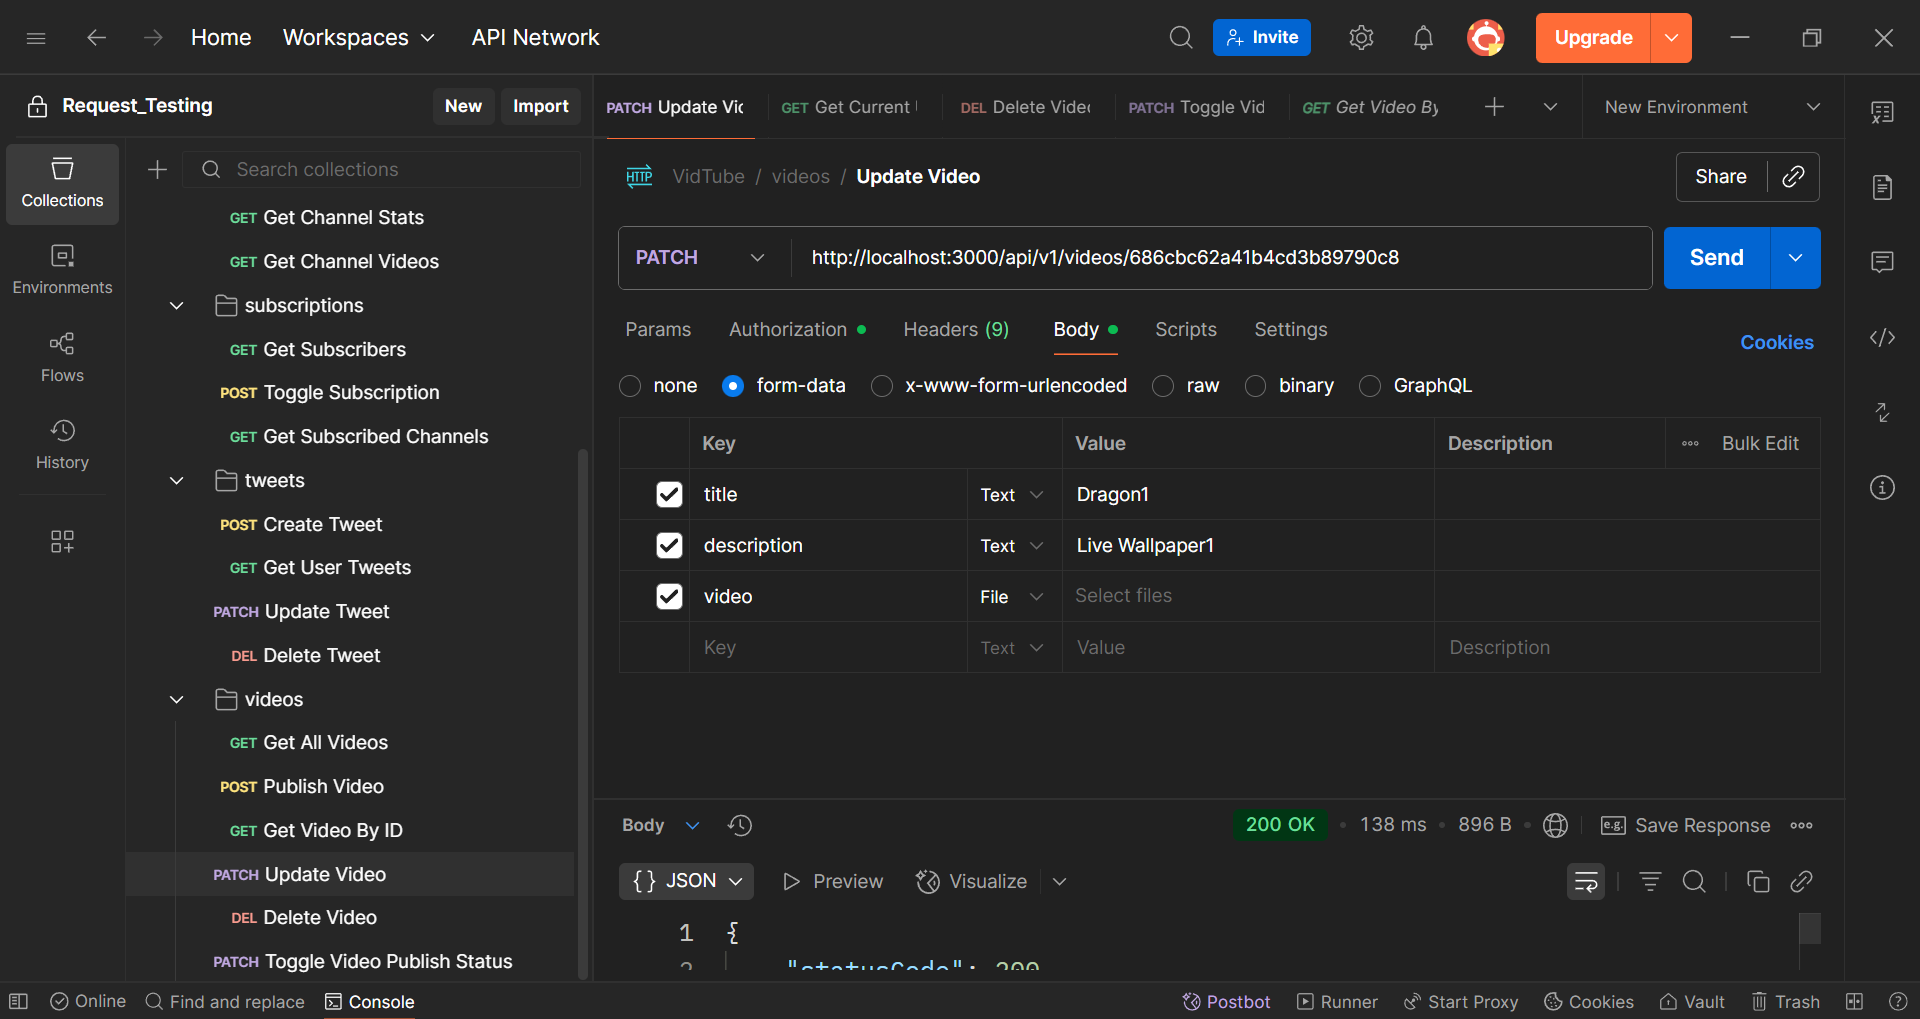 Home Workspaces API Network Invite Upgrade
Request_Testing New Import
PATCH Update Vi GET Get Current DEL Delete Vide PATCH Toggle Vid GET Get Video By New Environment
Search collections
Collections
Environments
Flows
History
GET Get Channel Stats
GET Get Channel Videos
subscriptions
GET Get Subscribers
POST Toggle Subscription
GET Get Subscribed Channels
tweets
POST Create Tweet
GET Get User Tweets
PATCH Update Tweet
DEL Delete Tweet
videos
GET Get All Videos
POST Publish Video
GET Get Video By ID
PATCH Update Video
DEL Delete Video
PATCH Toggle Video Publish Status
HTTP VidTube / videos / Update Video Share
PATCH http://localhost:3000/api/v1/videos/686cbc62a41b4cd3b89790c8 Send
Params Authorization Headers (9) Body Scripts Settings Cookies
none form-data x-www-form-urlencoded raw binary GraphQL
Key Value Description Bulk Edit
title Text Dragon1
description Text Live Wallpaper1
video File Select files
Key Text Value Description
Body 200 OK • 138 ms • 896 B • e.g. Save Response
{} JSON Preview Visualize
1 {
2 "statusCode": 200
Online Find and replace Console Postbot Runner Start Proxy Cookies Vault Trash